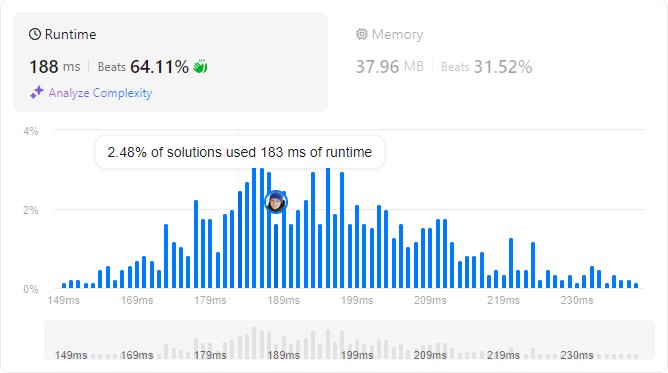 Runtime
188 ms | Beats 64.11%
Analyze Complexity
Memory
37.96 MB | Beats 31.52%
4%
2.48% of solutions used 183 ms of runtime
2%
0%
149ms 169ms 179ms 189ms 199ms 209ms 219ms 230ms
149ms 169ms 179ms 189ms 199ms 209ms 219ms 230ms